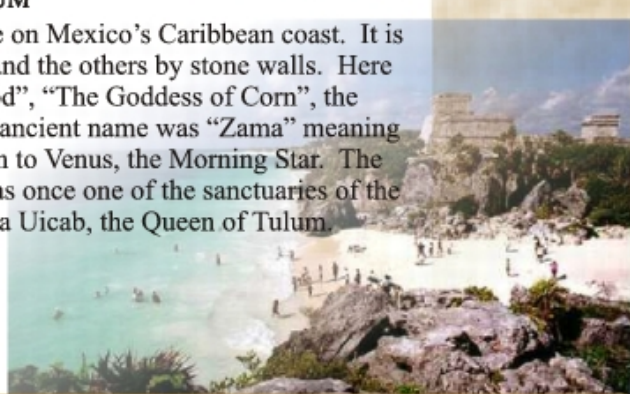 UM
e on Mexico’s Caribbean coast. It is
nd the others by stone walls. Here
d”, “The Goddess of Corn”, the
ancient name was “Zama” meaning
n to Venus, the Morning Star. The
as once one of the sanctuaries of the
a Uicab, the Queen of Tulum.